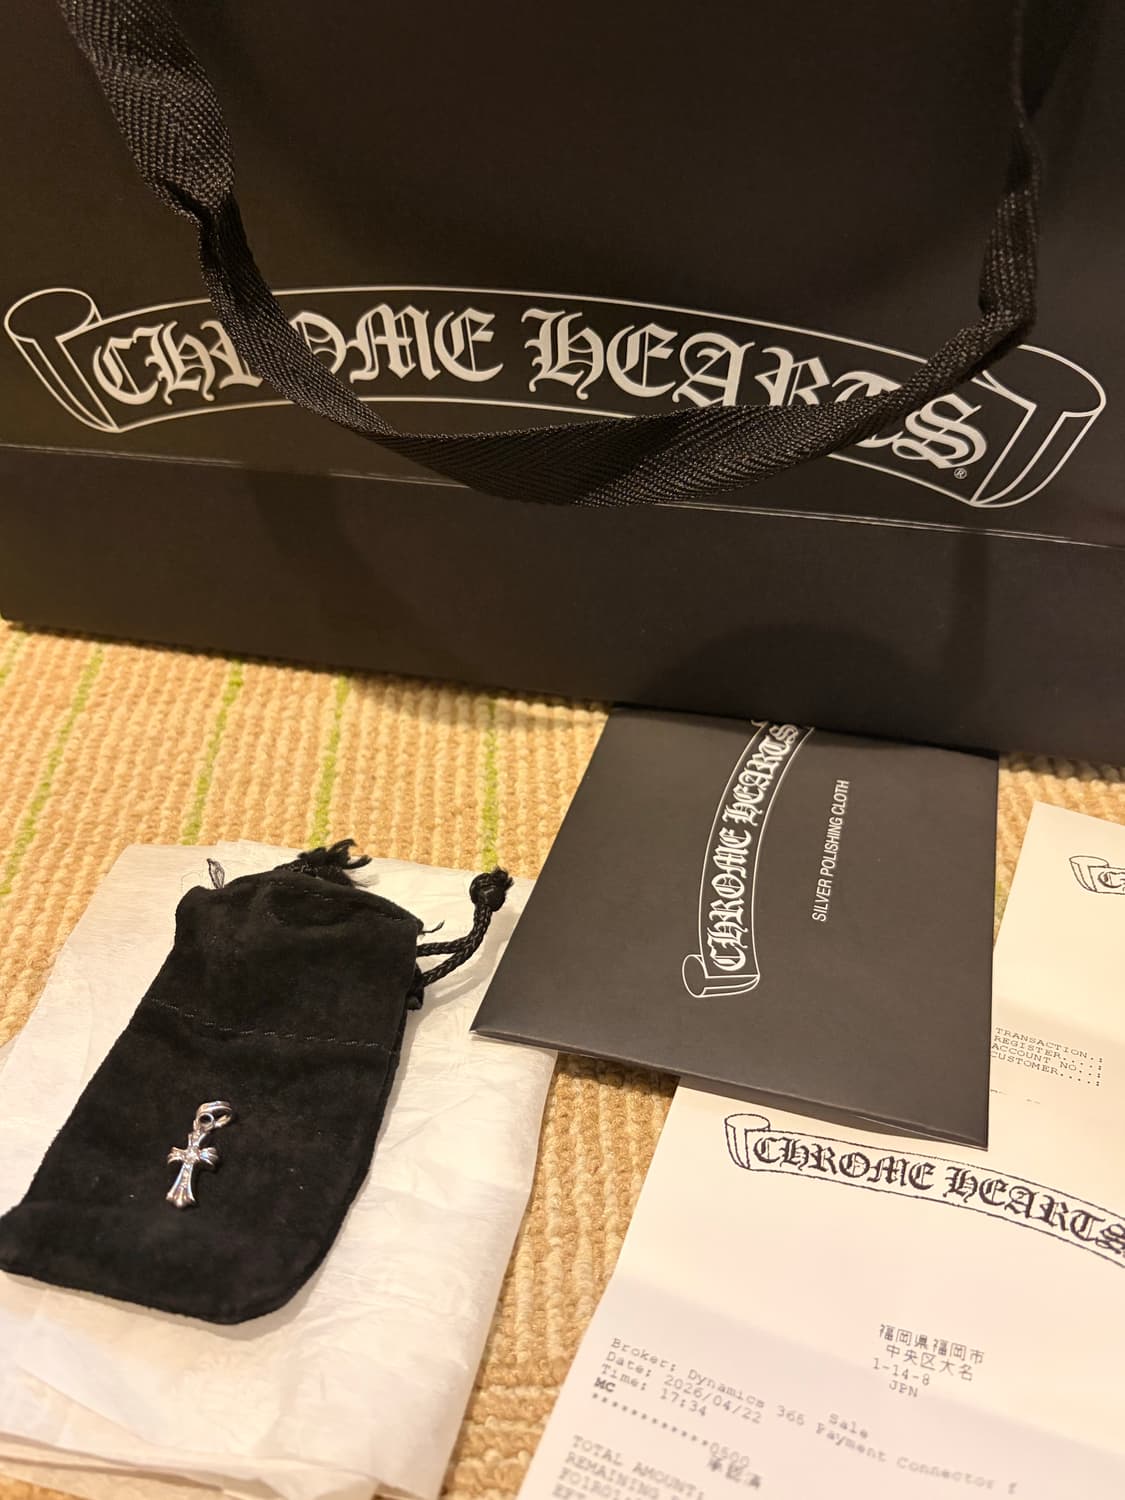 CHROME HEARTS®
CHROME HEARTS
SILVER POLISHING CLOTH
TRANSACTION.:
REGISTER....:
ACCOUNT NO..:
CUSTOMER....:
CHROME HEARTS
福岡県福岡市
中央区大名
1-14-8
JPN
Sale
Broker: Dynamics 365 Payment Connector f
Date: 2026/04/22
Time: 17:34
MC
************0500
承認済
TOTAL AMOUNT:
REMAINING